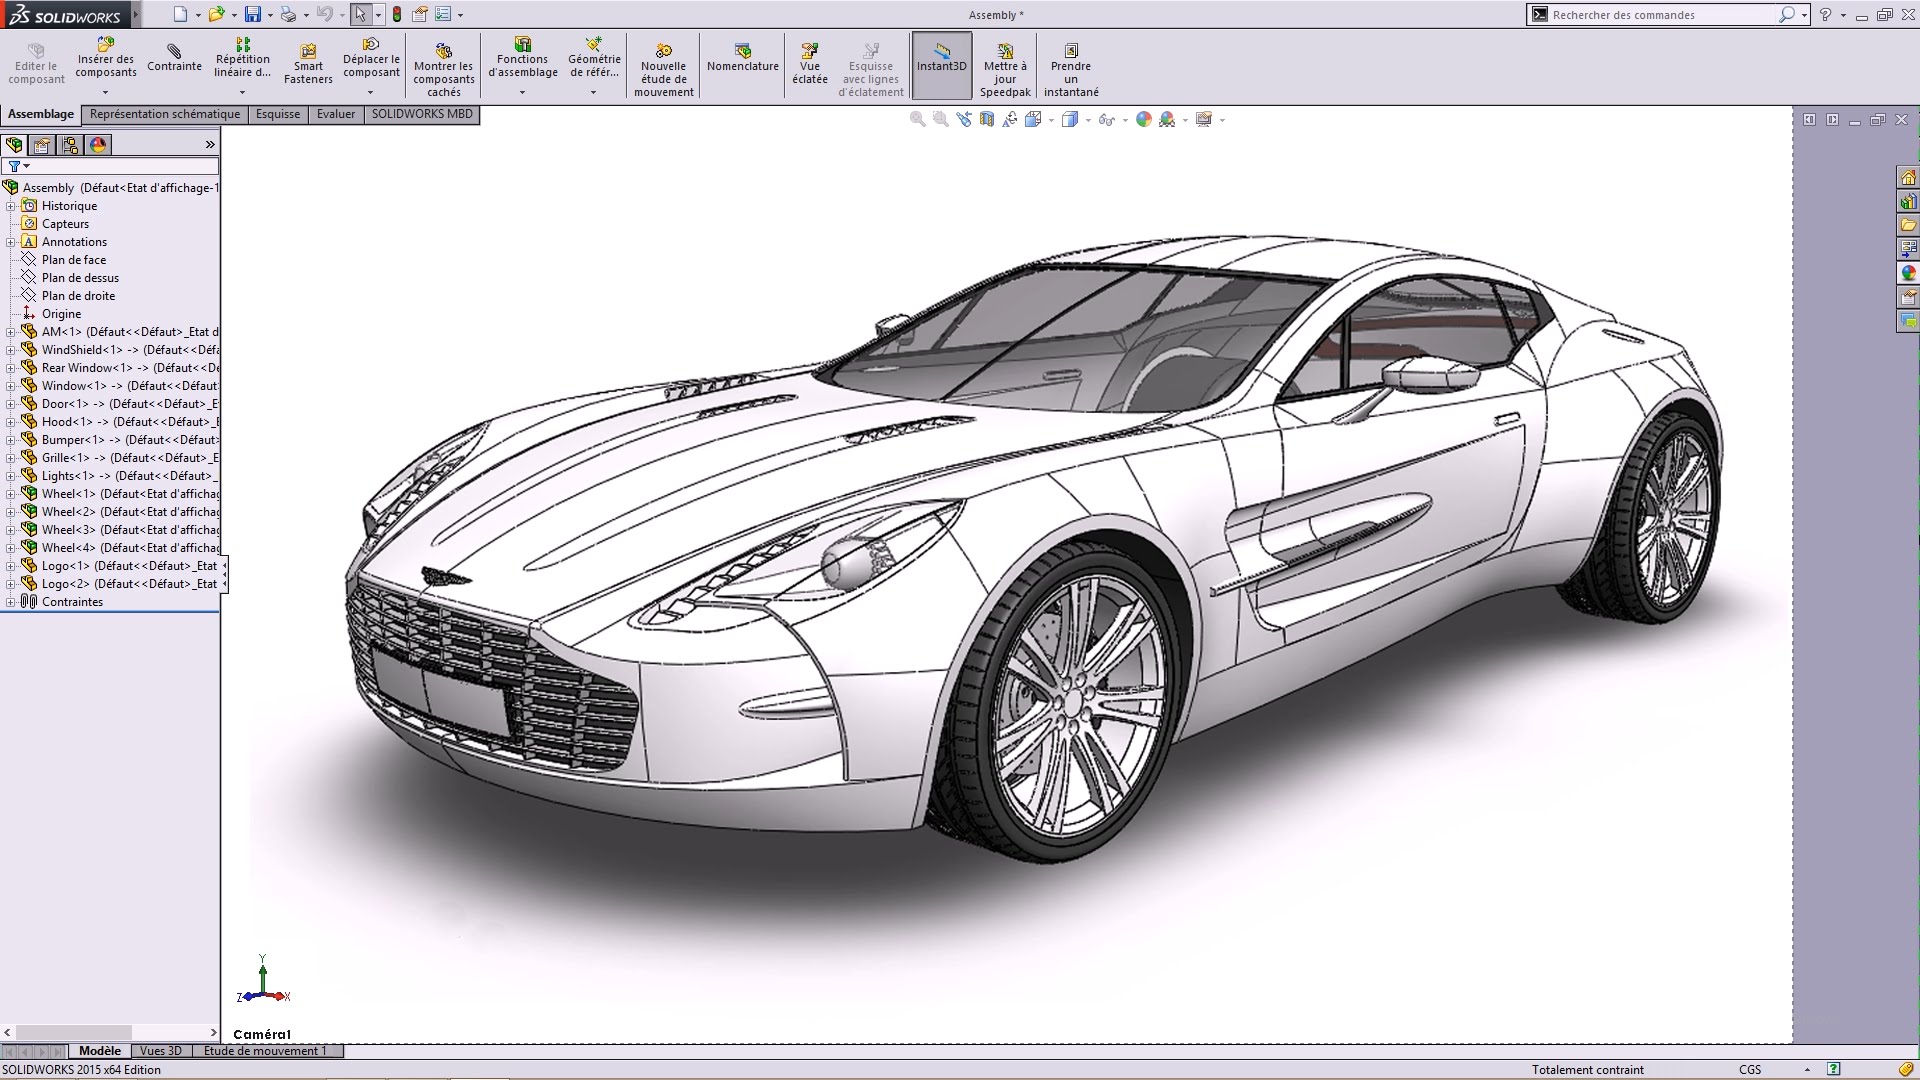 SOLIDWORKS
Assembly *
Rechercher des commandes
Editer le composant
Insérer des composants
Contrainte
Répétition linéaire d...
Smart Fasteners
Déplacer le composant
Montrer les composants cachés
Fonctions d'assemblage
Géométrie de référ...
Nouvelle étude de mouvement
Nomenclature
Vue éclatée
Esquisse avec lignes d'éclatement
Instant3D
Mettre à jour Speedpak
Prendre un instantané
Assemblage
Représentation schématique
Esquisse
Evaluer
SOLIDWORKS MBD
Assembly (Défaut<Etat d'affichage-1
Historique
Capteurs
Annotations
Plan de face
Plan de dessus
Plan de droite
Origine
AM<1> (Défaut<<Défaut>_Etat d
WindShield<1> -> (Défaut<<Défa
Rear Window<1> -> (Défaut<<De
Window<1> -> (Défaut<<Défaut
Door<1> -> (Défaut<<Défaut>_E
Hood<1> -> (Défaut<<Défaut>_E
Bumper<1> -> (Défaut<<Défaut>
Grille<1> -> (Défaut<<Défaut>_E
Lights<1> -> (Défaut<<Défaut>_
Wheel<1> (Défaut<Etat d'affichag
Wheel<2> (Défaut<Etat d'affichag
Wheel<3> (Défaut<Etat d'affichag
Wheel<4> (Défaut<Etat d'affichag
Logo<1> (Défaut<<Défaut>_Etat
Logo<2> (Défaut<<Défaut>_Etat
Contraintes
Y
Z X
Caméra1
Modèle
Vues 3D
Etude de mouvement 1
SOLIDWORKS 2015 x64 Edition
Totalement contraint
CGS